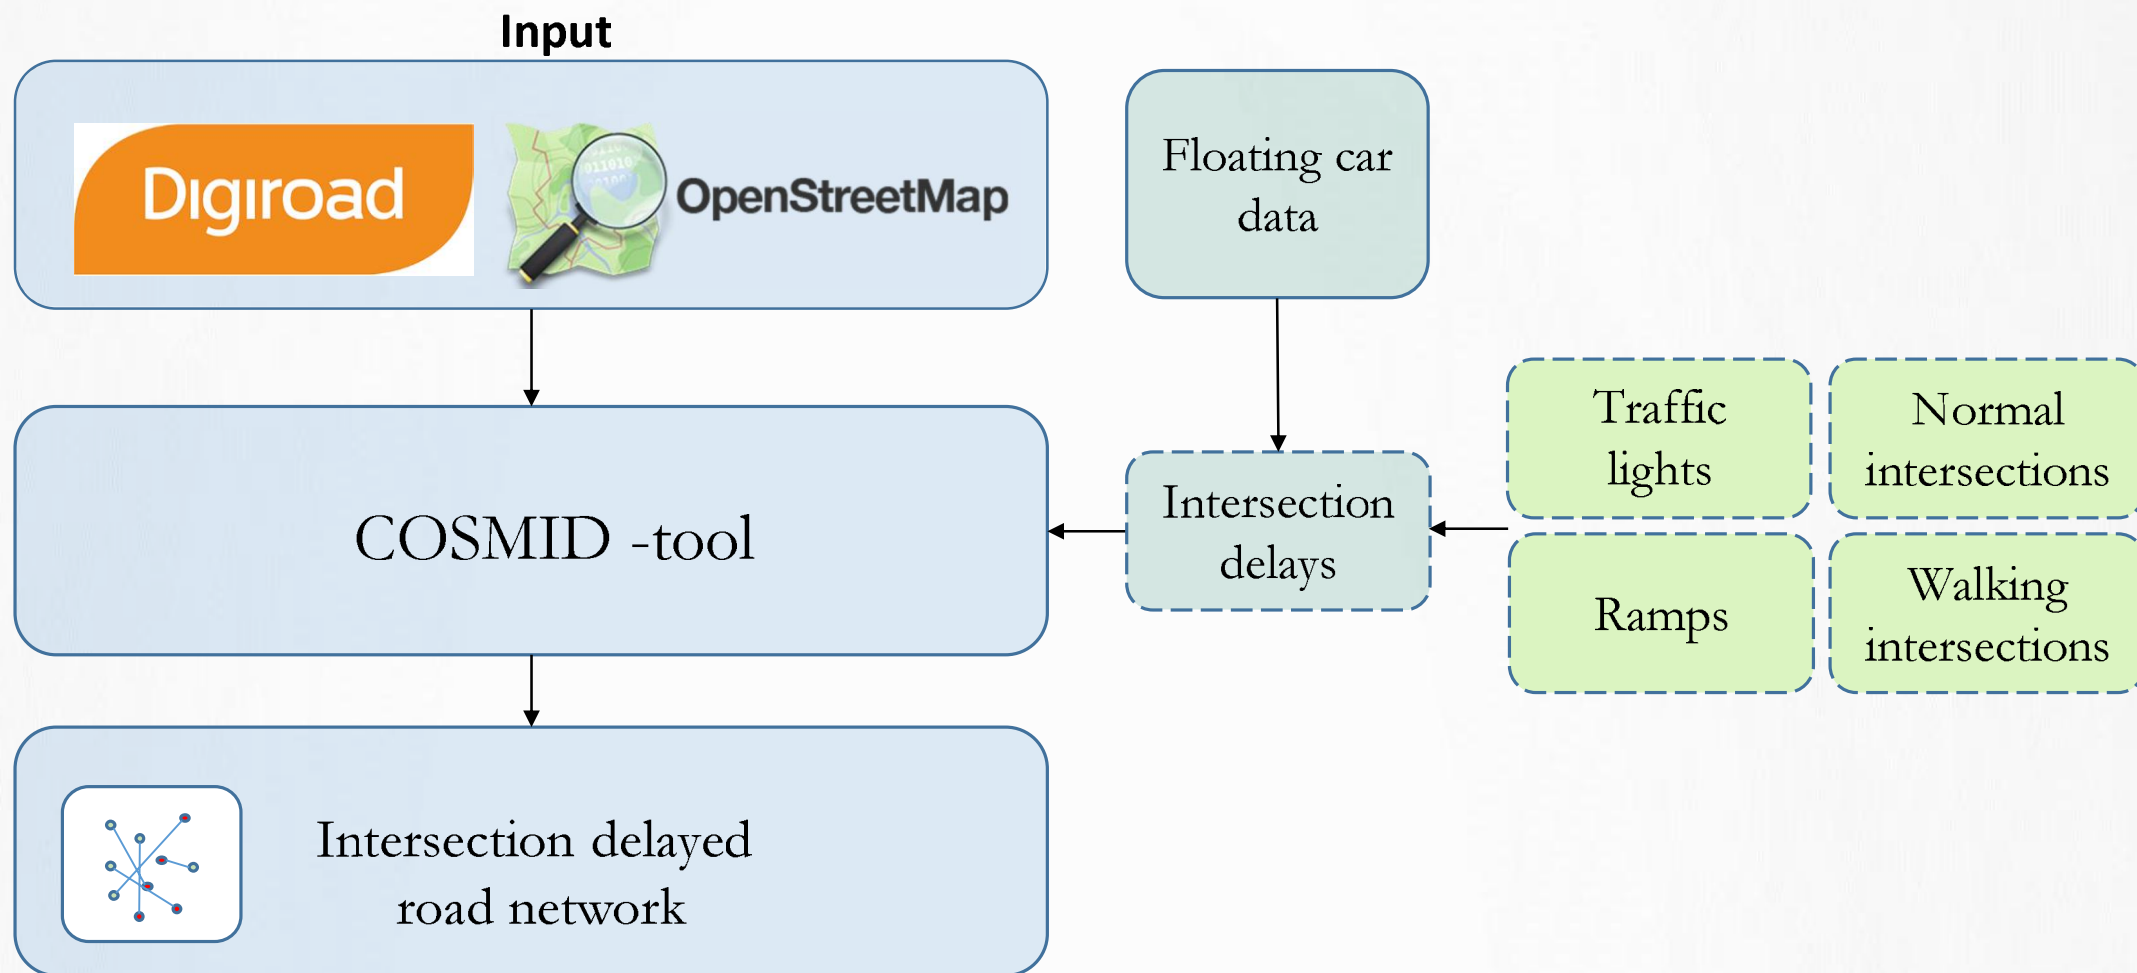 Input
Digiroad
OpenStreetMap
Floating car
data
COSMID -tool
Intersection
delays
Traffic
lights
Normal
intersections
Ramps
Walking
intersections
Intersection delayed
road network